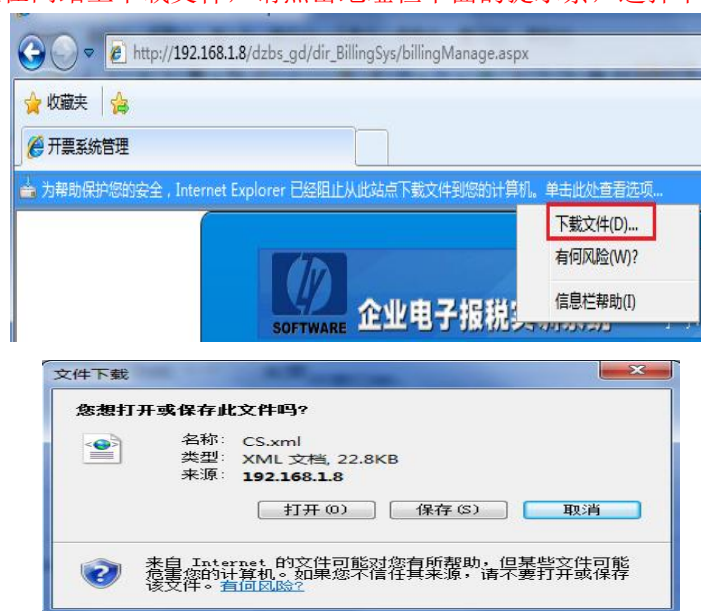 http://192.168.1.8/dzbs_gd/dir_BillingSys/billingManage.aspx
收藏夹
开票系统管理
为帮助保护您的安全，Internet Explorer 已经阻止从此站点下载文件到您的计算机。单击此处查看选项...
下载文件(D)...
有何风险(W)?
信息栏帮助(I)
SOFTWARE 企业电子报税
文件下载
您想打开或保存此文件吗?
名称: CS.xml
类型: XML 文档, 22.8KB
来源: 192.168.1.8
打开(O) 保存(S) 取消
来自 Internet 的文件可能对您有所帮助，但某些文件可能
危害您的计算机。如果您不信任其来源，请不要打开或保存
该文件。有何风险?